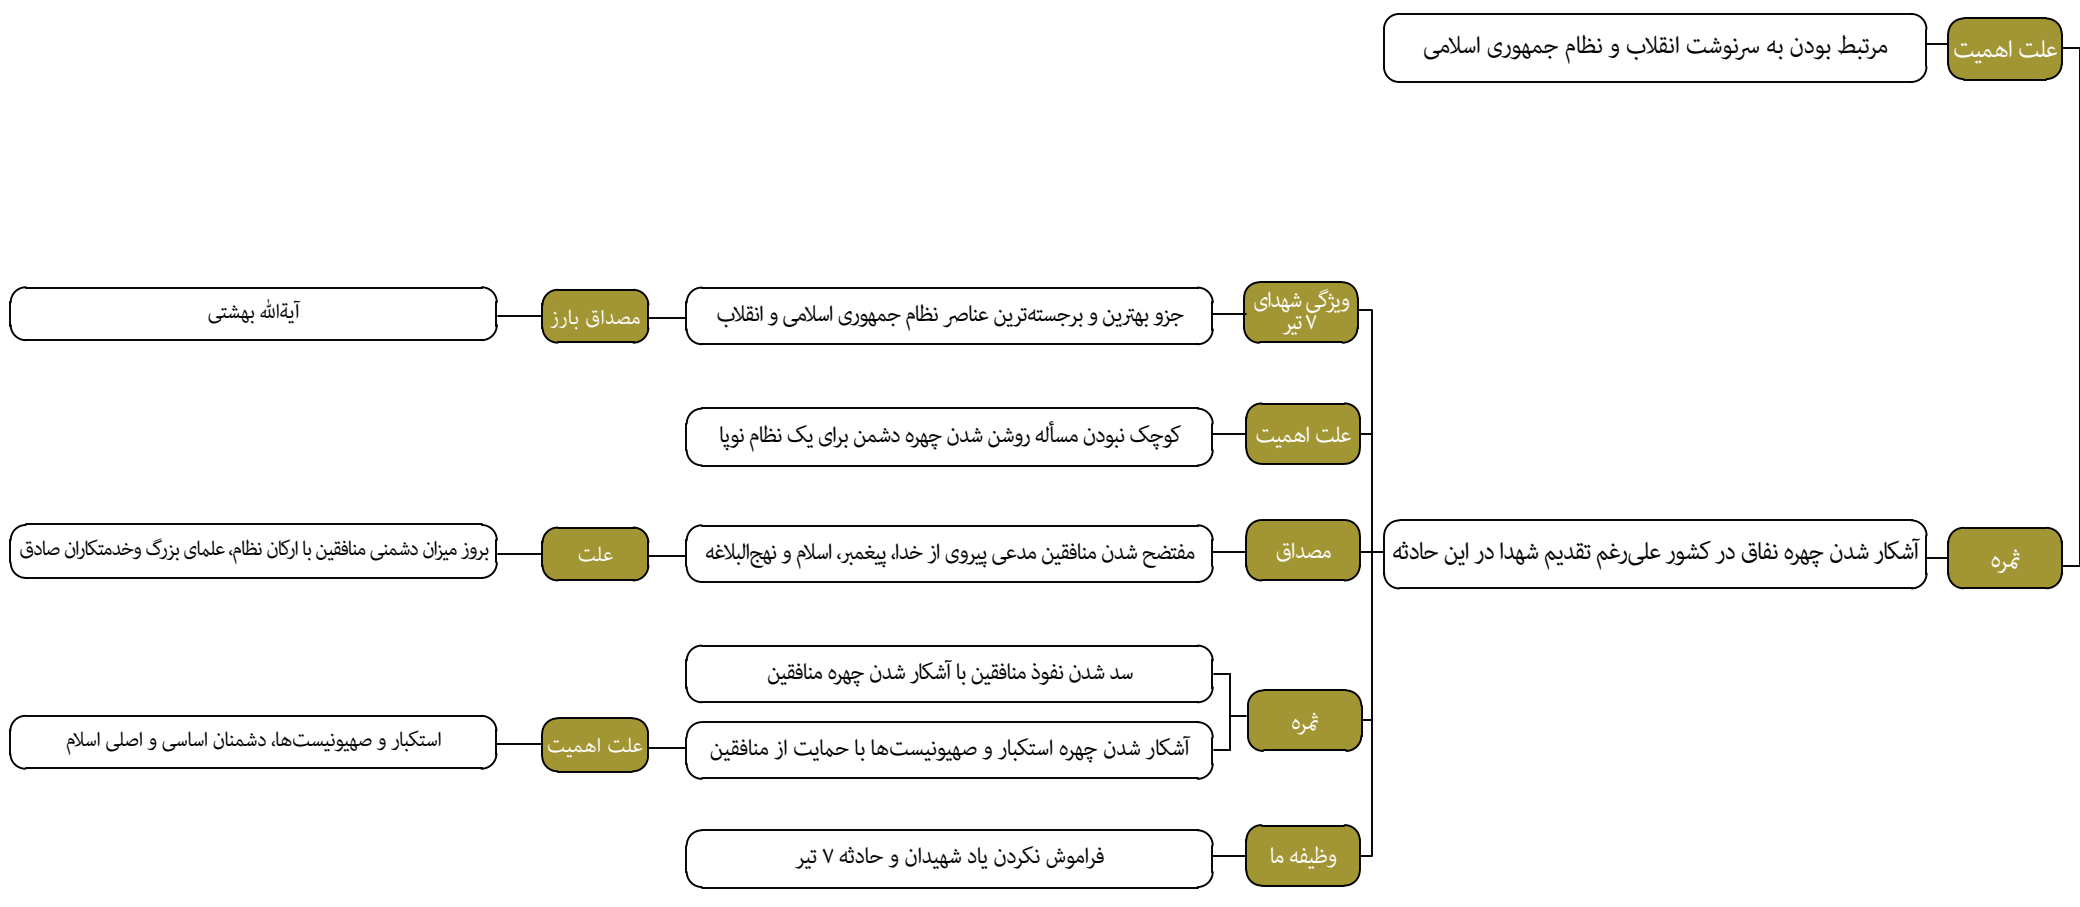 علت اهمیت
مرتبط بودن به سرنوشت انقلاب و نظام جمهوری اسلامی
ثمره
آشکار شدن چهره نفاق در کشور علی‌رغم تقدیم شهدا در این حادثه
ویژگی شهدای
۷ تیر
جزو بهترین و برجسته‌ترین عناصر نظام جمهوری اسلامی و انقلاب
مصداق بارز
آیةالله بهشتی
علت اهمیت
کوچک نبودن مسأله روشن شدن چهره دشمن برای یک نظام نوپا
مصداق
مفتضح شدن منافقین مدعی پیروی از خدا، پیغمبر، اسلام و نهج‌البلاغه
علت
بروز میزان دشمنی منافقین با ارکان نظام، علمای بزرگ وخدمتکاران صادق
ثمره
سد شدن نفوذ منافقین با آشکار شدن چهره منافقین
آشکار شدن چهره استکبار و صهیونیست‌ها با حمایت از منافقین
علت اهمیت
استکبار و صهیونیست‌ها، دشمنان اساسی و اصلی اسلام
وظیفه ما
فراموش نکردن یاد شهیدان و حادثه ۷ تیر